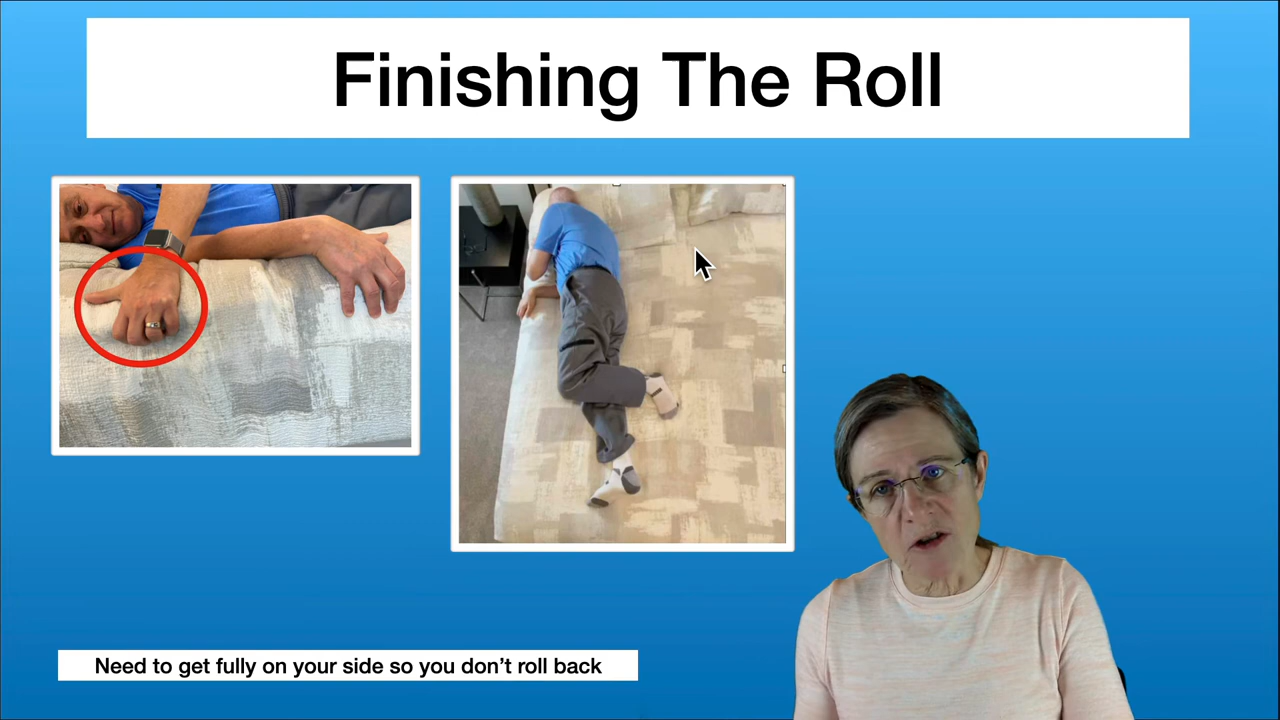 Finishing The Roll
Need to get fully on your side so you don’t roll back